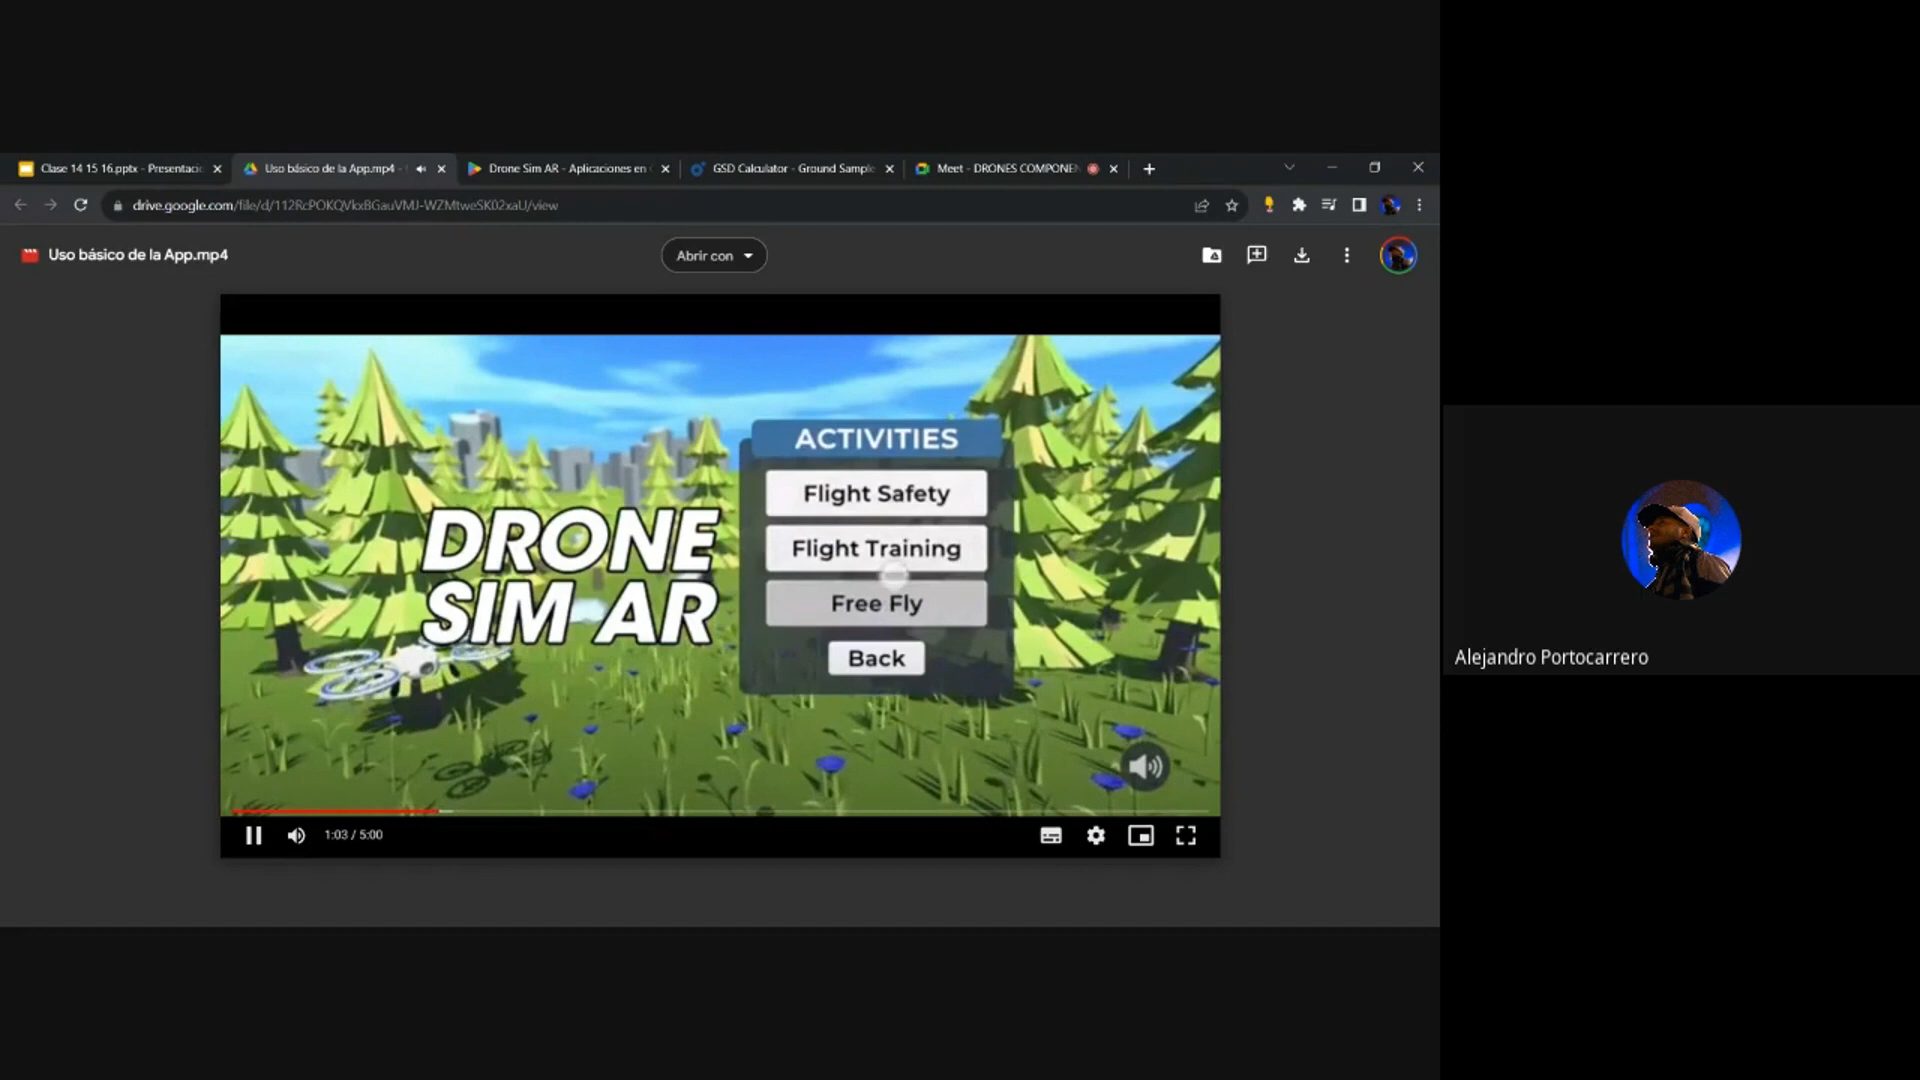 Clase 14 15 16.pptx - Presentaci
Uso básico de la App.mp4 -
Drone Sim AR - Aplicaciones en
GSD Calculator - Ground Sample
Meet - DRONES COMPONEN
drive.google.com/file/d/112RcPOKQVkxBGauVMJ-WZMtweSK02xaU/view
Uso básico de la App.mp4
Abrir con
ACTIVITIES
Flight Safety
Flight Training
Free Fly
Back
DRONE
SIM AR
1:03 / 5:00
Alejandro Portocarrero